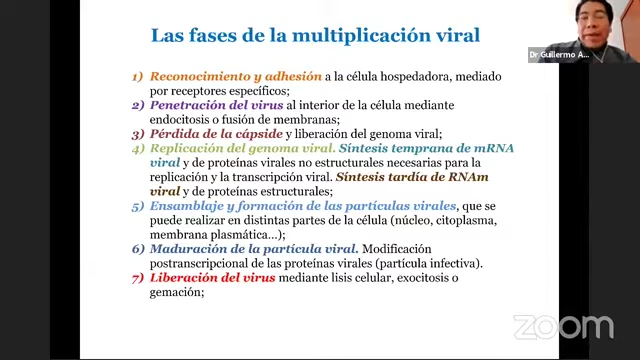 Las fases de la multiplicación viral
Dr Guillermo A...
1) Reconocimiento y adhesión a la célula hospedadora, mediado
por receptores específicos;
2) Penetración del virus al interior de la célula mediante
endocitosis o fusión de membranas;
3) Pérdida de la cápside y liberación del genoma viral;
4) Replicación del genoma viral. Síntesis temprana de mRNA
viral y de proteínas virales no estructurales necesarias para la
replicación y la transcripción viral. Síntesis tardía de RNAm
viral y de proteínas estructurales;
5) Ensamblaje y formación de las partículas virales, que se
puede realizar en distintas partes de la célula (núcleo, citoplasma,
membrana plasmática...);
6) Maduración de la partícula viral. Modificación
postranscripcional de las proteínas virales (partícula infectiva).
7) Liberación del virus mediante lisis celular, exocitosis o
gemación;
zoom